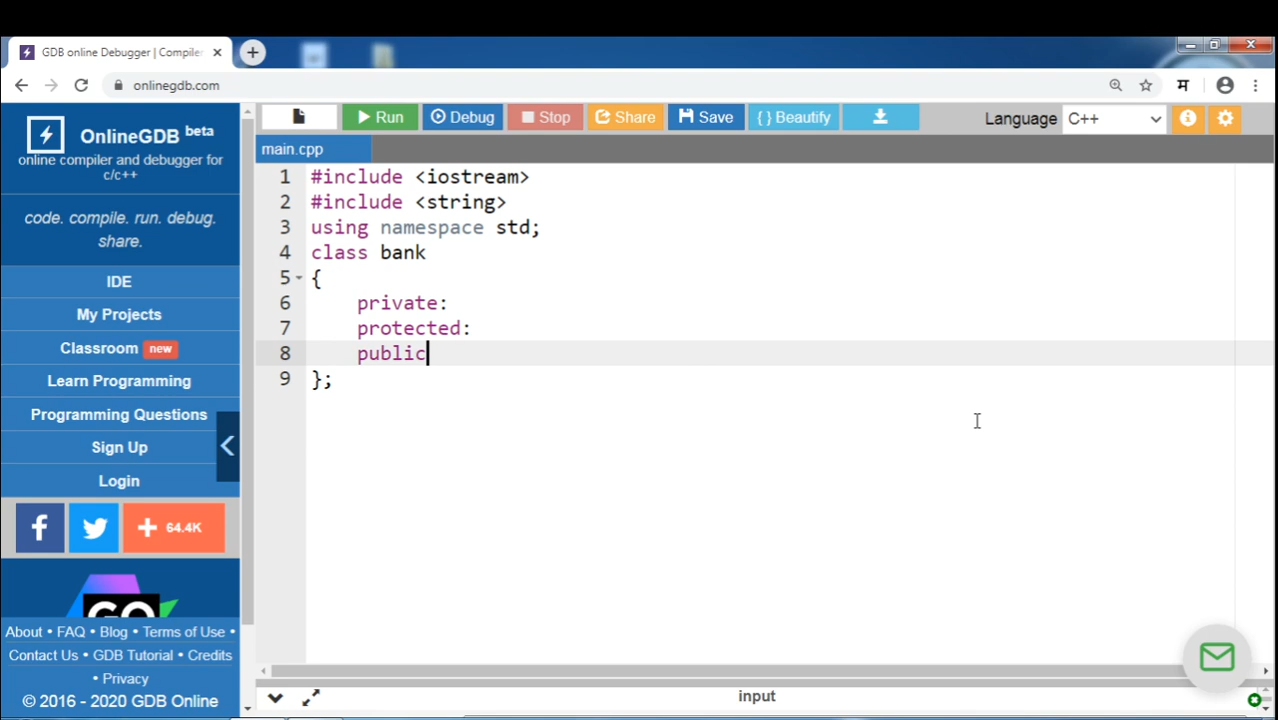 GDB online Debugger | Compiler
onlinegdb.com
म
OnlineGDB beta
online compiler and debugger for
c/c++
code. compile. run. debug.
share.
IDE
My Projects
Classroom new
Learn Programming
Programming Questions
Sign Up
Login
f
64.4K
GO
About • FAQ • Blog • Terms of Use •
Contact Us • GDB Tutorial • Credits
• Privacy
© 2016 - 2020 GDB Online
Run Debug Stop Share Save { } Beautify
Language C++
main.cpp
1 #include <iostream>
2 #include <string>
3 using namespace std;
4 class bank
5 {
6 private:
7 protected:
8 public
9 };
input